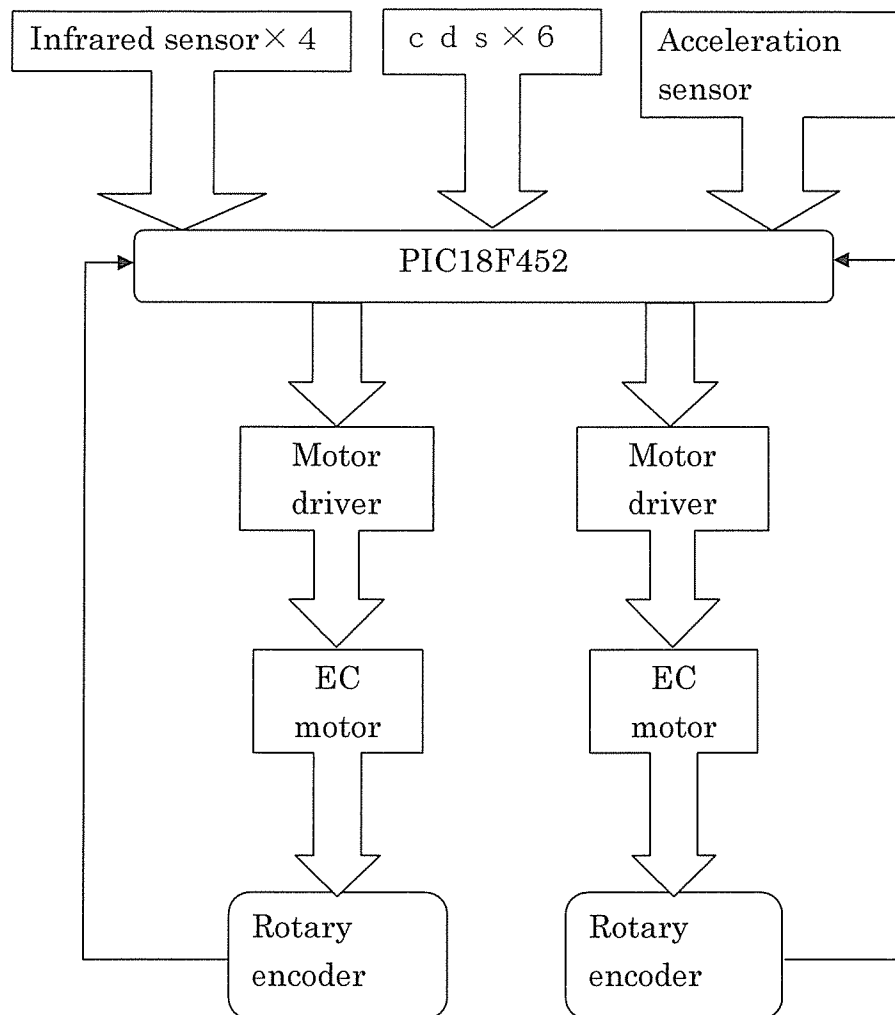 Infrared sensor× 4
ｃｄｓ× 6
Acceleration
sensor
PIC18F452
Motor
driver
Motor
driver
EC
motor
EC
motor
Rotary
encoder
Rotary
encoder